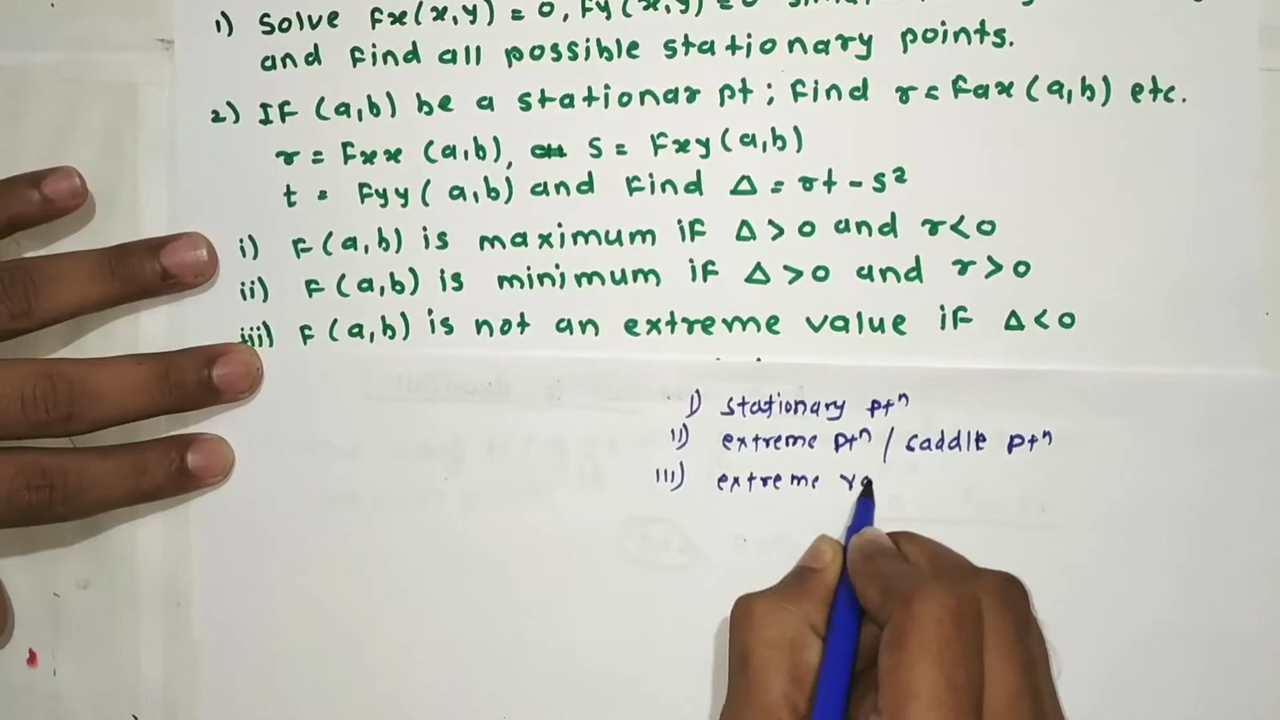 1) Solve Fx(x,y) = 0, Fy(x,y) = 0
and find all possible stationary points.
2) If (a,b) be a stationar pt ; find r = fax (a,b) etc.
r = Fxx (a,b), S = Fxy (a,b)
t = Fyy (a,b) and find Δ = rt - s²
i) F(a,b) is maximum if Δ > 0 and r < 0
ii) F(a,b) is minimum if Δ > 0 and r > 0
iii) F(a,b) is not an extreme value if Δ < 0
I) stationary ptⁿ
II) extreme ptⁿ / caddle ptⁿ
III) extreme